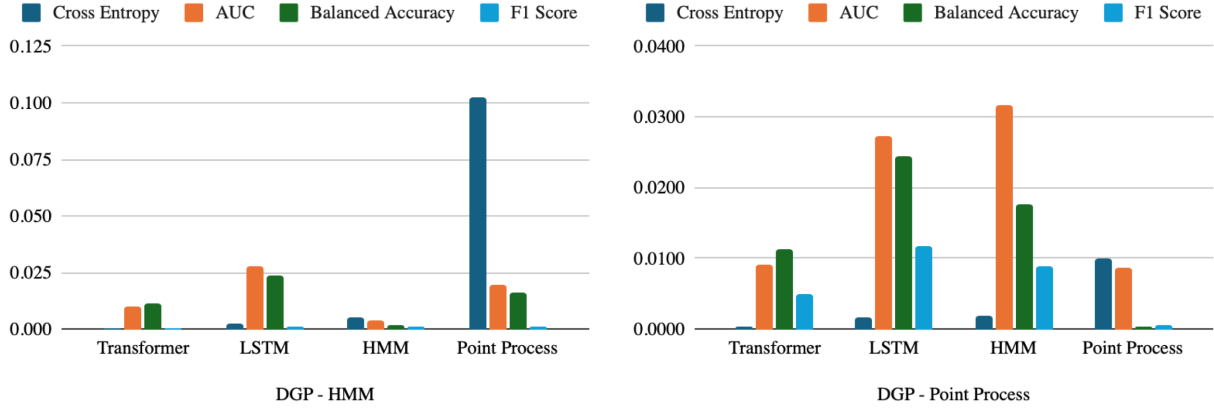 Cross Entropy AUC Balanced Accuracy F1 Score
0.125
0.100
0.075
0.050
0.025
0.000
Transformer LSTM HMM Point Process
DGP - HMM
Cross Entropy AUC Balanced Accuracy F1 Score
0.0400
0.0300
0.0200
0.0100
0.0000
Transformer LSTM HMM Point Process
DGP - Point Process